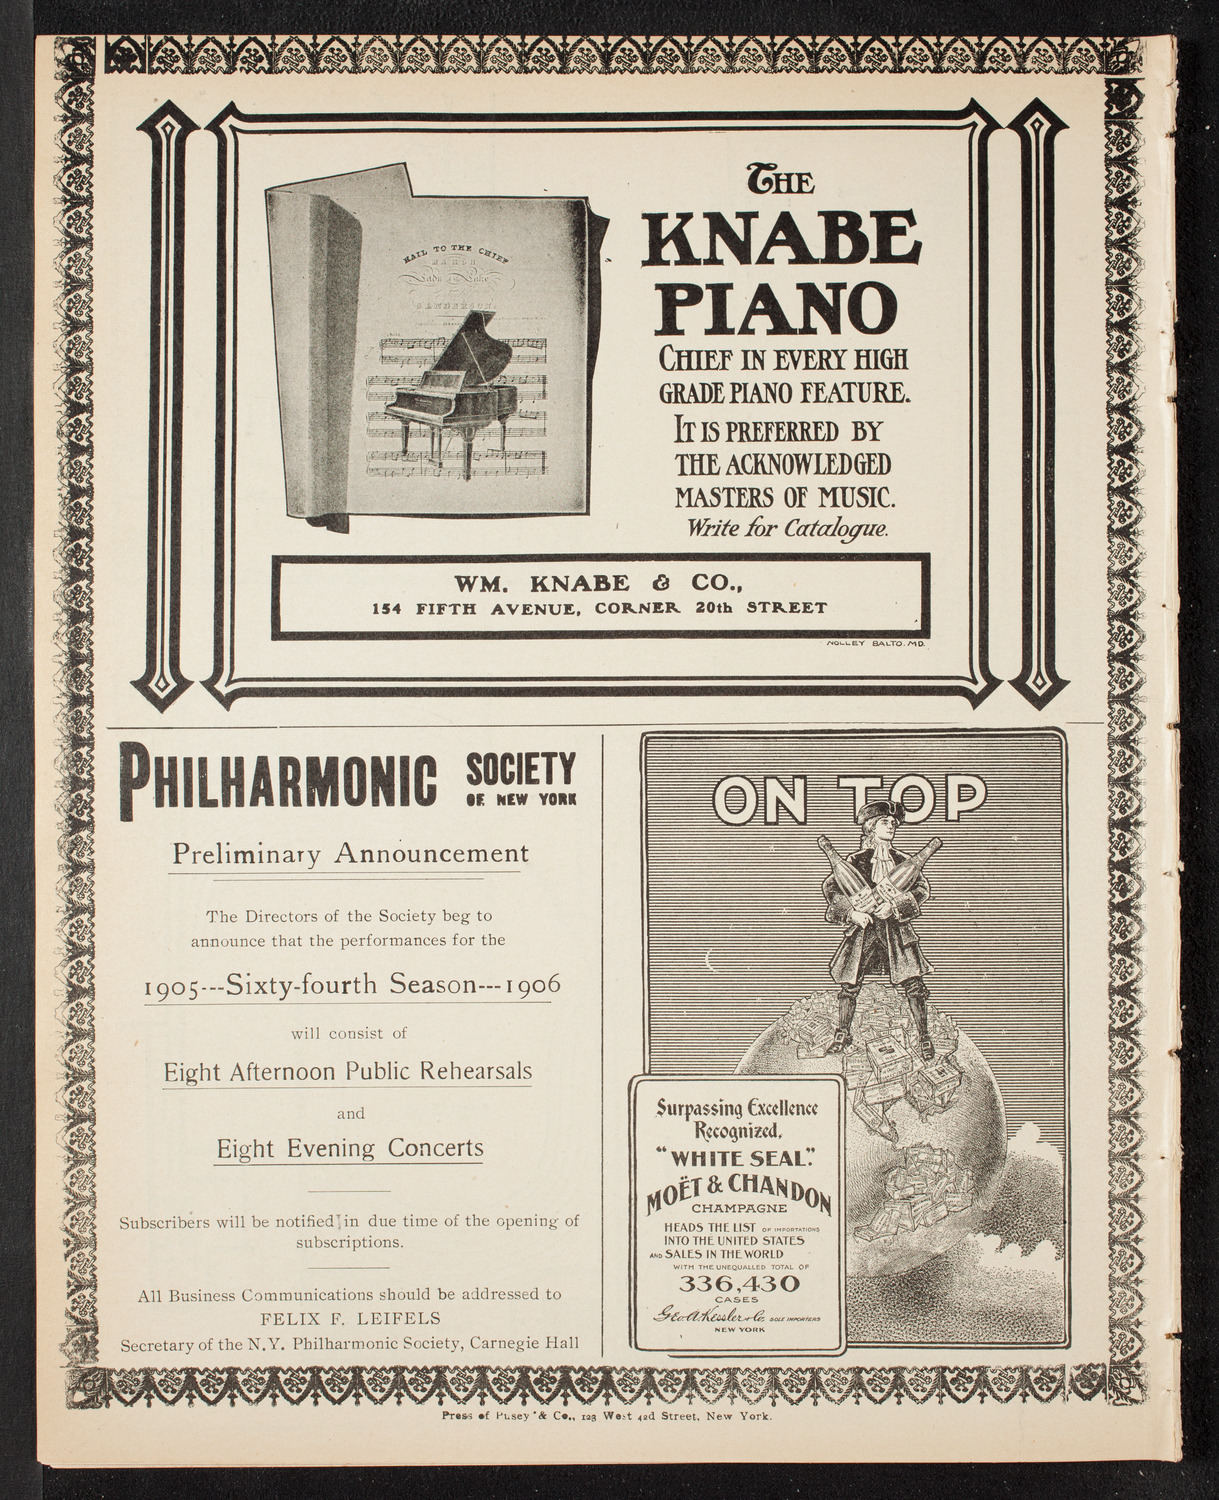 HAIL TO THE CHIEF
MARCH
SANDERSON.
THE
KNABE
PIANO
CHIEF IN EVERY HIGH
GRADE PIANO FEATURE.
IT IS PREFERRED BY
THE ACKNOWLEDGED
MASTERS OF MUSIC.
Write for Catalogue.
WM. KNABE & CO.,
154 FIFTH AVENUE, CORNER 20th STREET
NOLLEY BALTO. MD.
PHILHARMONIC SOCIETY
OF NEW YORK
Preliminary Announcement
The Directors of the Society beg to
announce that the performances for the
1905---Sixty-fourth Season---1906
will consist of
Eight Afternoon Public Rehearsals
and
Eight Evening Concerts
Subscribers will be notified in due time of the opening of
subscriptions.
All Business Communications should be addressed to
FELIX F. LEIFELS
Secretary of the N.Y. Philharmonic Society, Carnegie Hall
ON TOP
Surpassing Excellence
Recognized.
"WHITE SEAL".
MOËT & CHANDON
CHAMPAGNE
HEADS THE LIST OF IMPORTATIONS
INTO THE UNITED STATES
AND SALES IN THE WORLD
WITH THE UNEQUALLED TOTAL OF
336,430
CASES
Geo. A. Kessler & Co. SOLE IMPORTERS
NEW YORK
Press of Pusey & Co., 123 West 42d Street, New York.